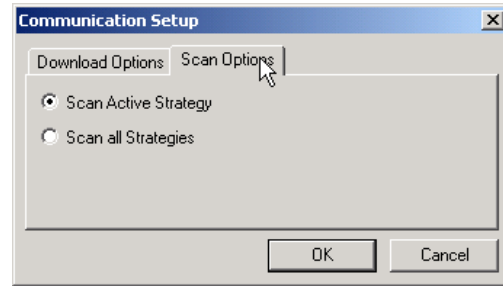 Communication Setup
Download Options Scan Options
Scan Active Strategy
Scan all Strategies
OK Cancel